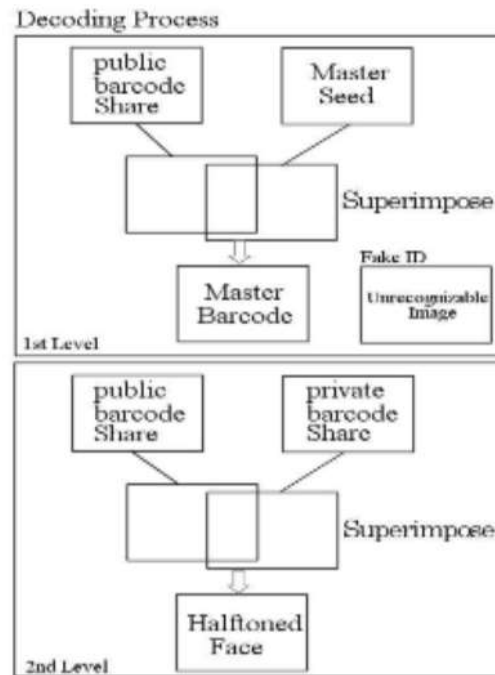 Decoding Process
public
barcode
Share
Master
Seed
Superimpose
Master
Barcode
Fake ID
Unrecognizable
Image
1st Level
public
barcode
Share
private
barcode
Share
Superimpose
Halftoned
Face
2nd Level